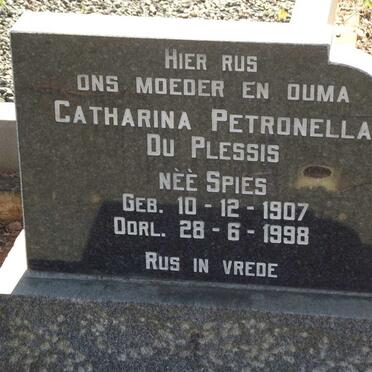 Hier rus
ons moeder en ouma
Catharina Petronella
Du Plessis
nèè Spies
Geb. 10-12-1907
Oorl. 28-6-1998
Rus in vrede